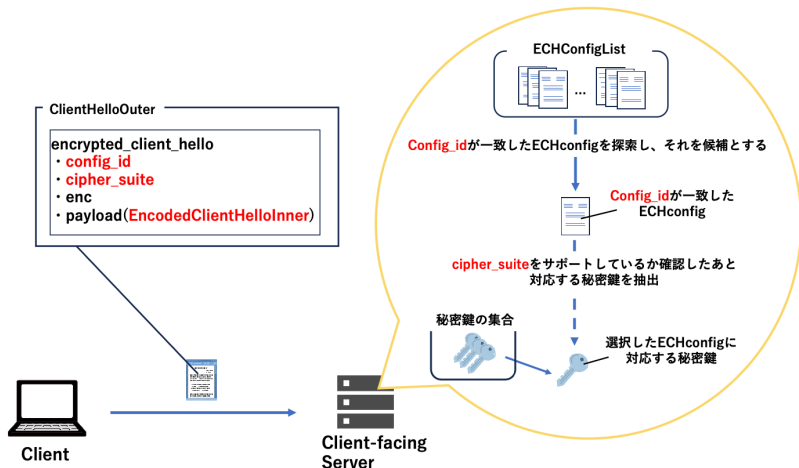 ECHConfigList
...
ClientHelloOuter
encrypted_client_hello
・config_id
・cipher_suite
・enc
・payload(EncodedClientHelloInner)
Config_idが一致したECHconfigを探索し、それを候補とする
Config_idが一致した
ECHconfig
cipher_suiteをサポートしているか確認したあと
対応する秘密鍵を抽出
秘密鍵の集合
選択したECHconfigに
対応する秘密鍵
Client
Client-facing
Server